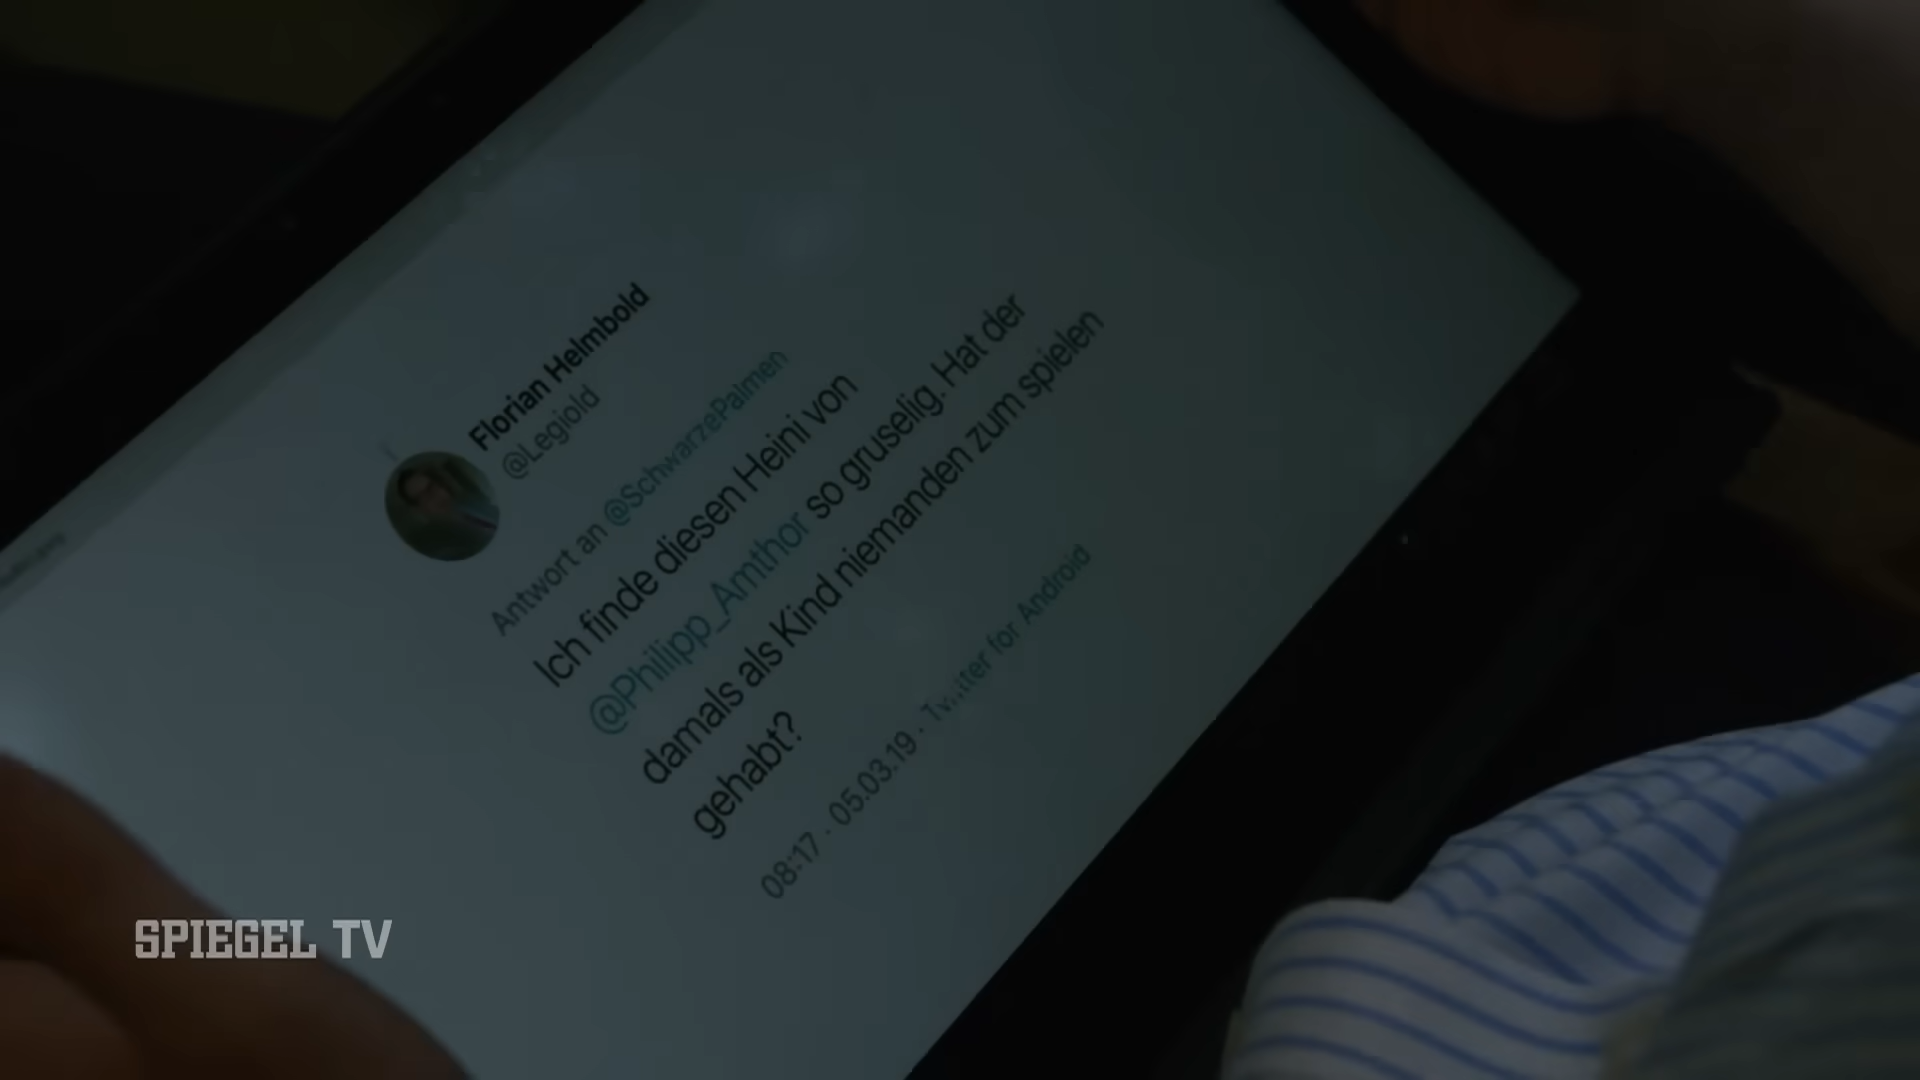 Florian Helmbold
@Legiold
Antwort an @SchwarzePalmen
Ich finde diesen Heini von
@Philipp_Amthor so gruselig. Hat der
damals als Kind niemanden zum spielen
gehabt?
08:17 · 05.03.19 · Twitter for Android
SPIEGEL TV